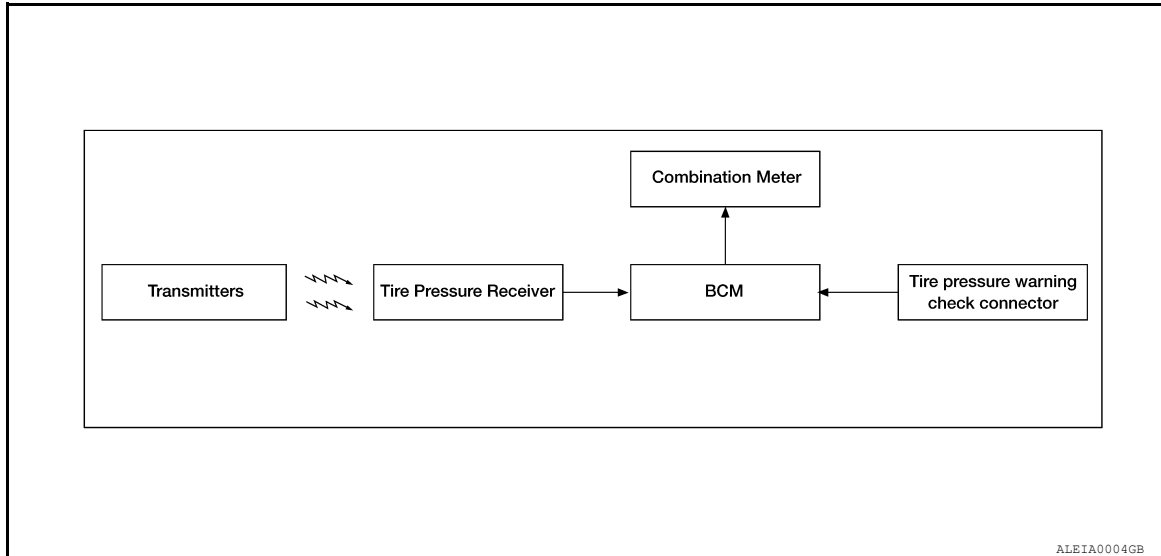 Combination Meter
Transmitters
Tire Pressure Receiver
BCM
Tire pressure warning
check connector
ALEIA0004GB